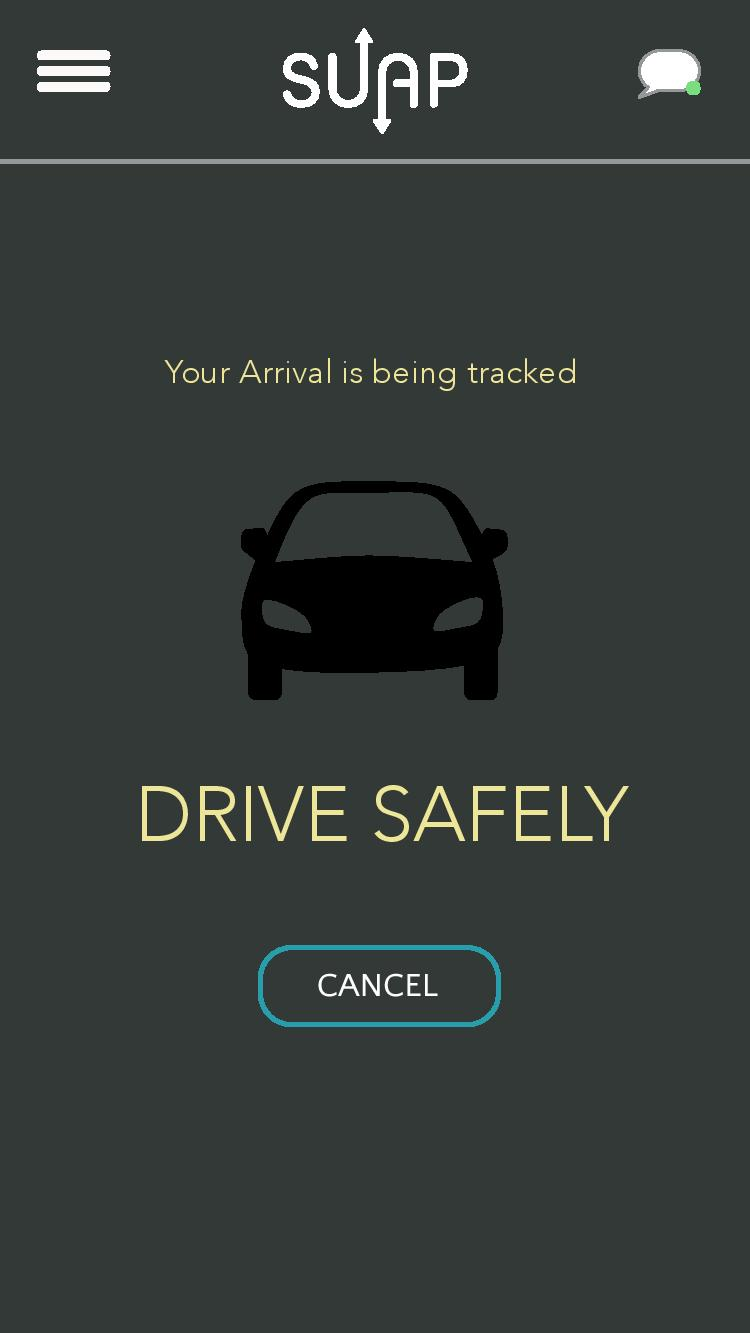 SUAP
Your Arrival is being tracked
DRIVE SAFELY
CANCEL